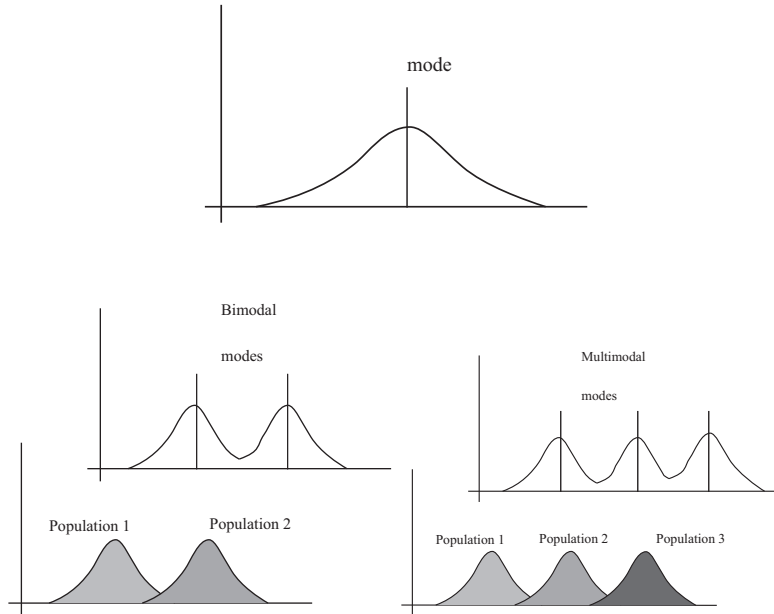 mode
Bimodal
modes
Multimodal
modes
Population 1
Population 2
Population 1
Population 2
Population 3